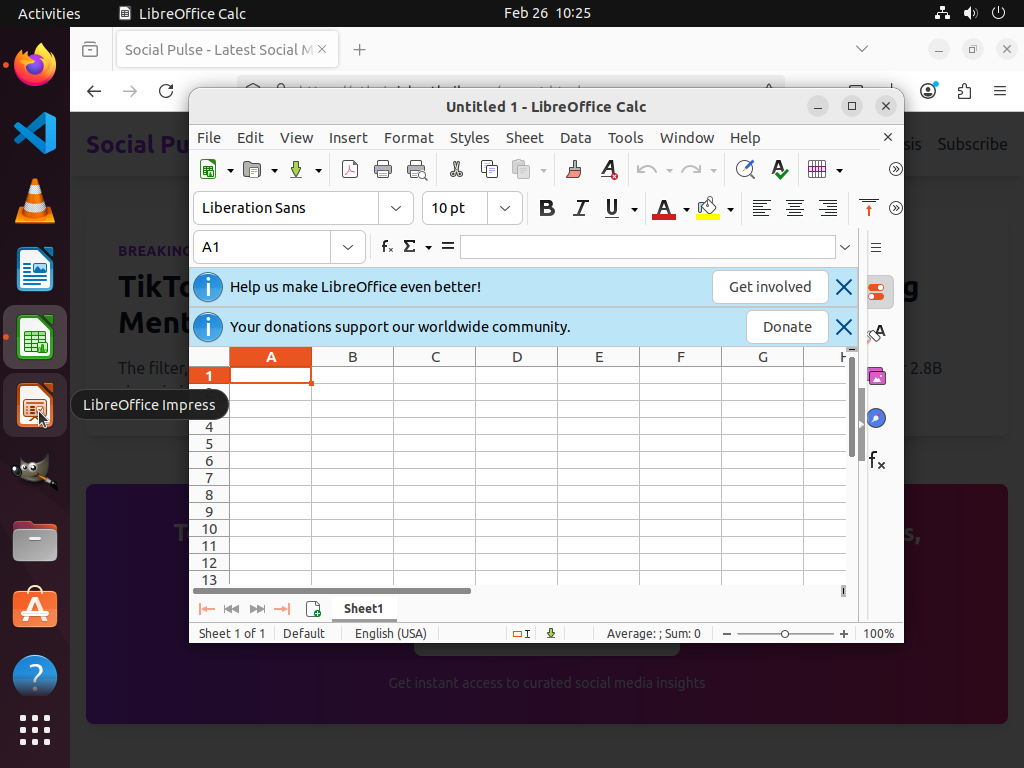 Activities
LibreOffice Calc
Feb 26 10:25
Social Pulse - Latest Social M
Social Pu
sis
Subscribe
BREAKING
TikTo
Ment
The filter,
r 2.8B
Untitled 1 - LibreOffice Calc
File Edit View Insert Format Styles Sheet Data Tools Window Help
Liberation Sans
10 pt
A1
Help us make LibreOffice even better!
Get involved
Your donations support our worldwide community.
Donate
A B C D E F G H
1
LibreOffice Impress
4
5
6
7
8
9
10
11
12
13
Sheet1
Sheet 1 of 1
Default
English (USA)
Average: ; Sum: 0
100%
Get instant access to curated social media insights